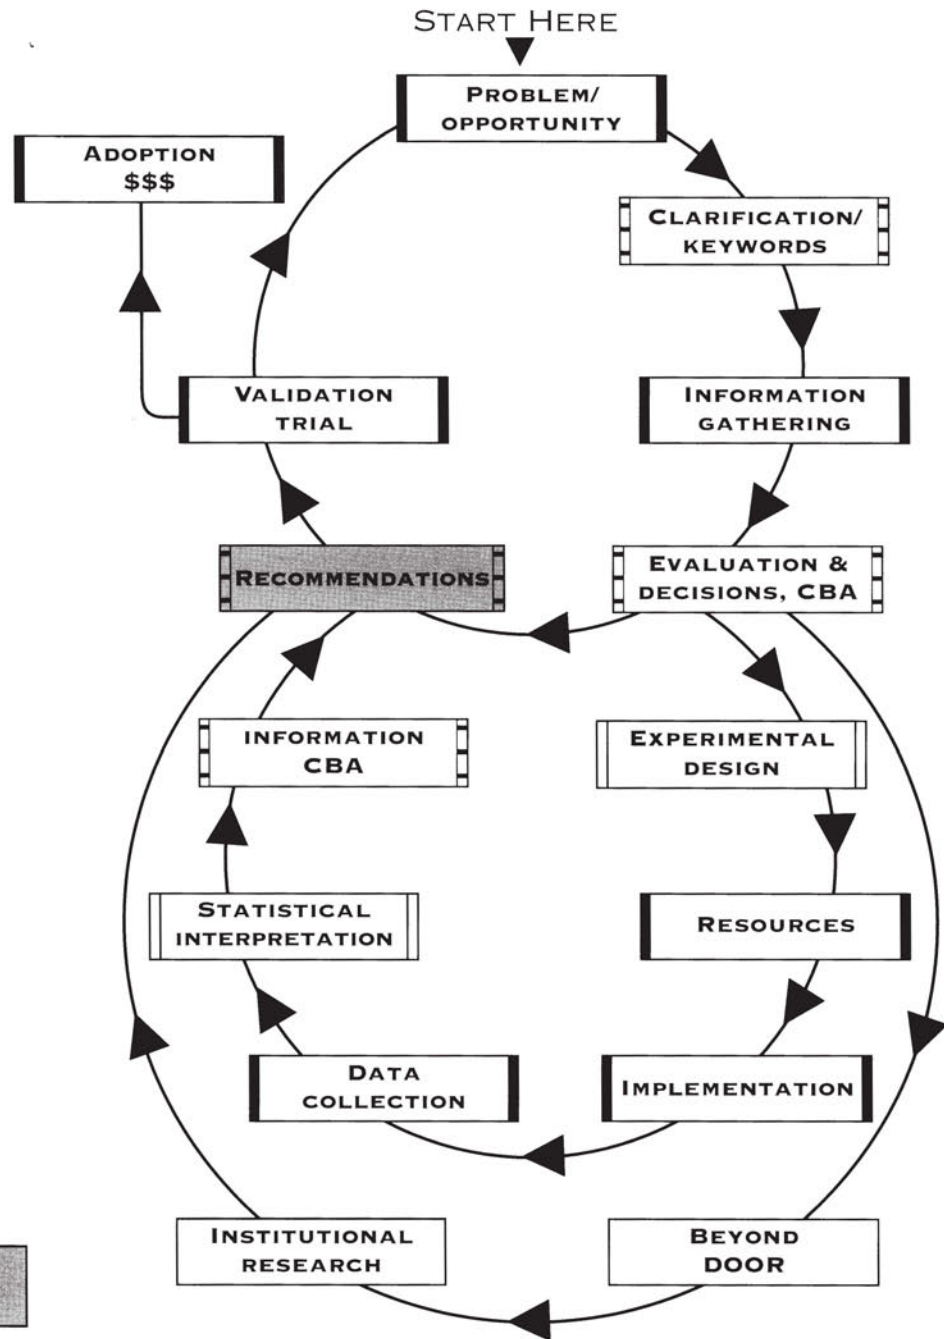 START HERE
PROBLEM/
OPPORTUNITY
ADOPTION
$$$
CLARIFICATION/
KEYWORDS
VALIDATION
TRIAL
INFORMATION
GATHERING
RECOMMENDATIONS
EVALUATION &
DECISIONS, CBA
INFORMATION
CBA
EXPERIMENTAL
DESIGN
STATISTICAL
INTERPRETATION
RESOURCES
DATA
COLLECTION
IMPLEMENTATION
INSTITUTIONAL
RESEARCH
BEYOND
DOOR